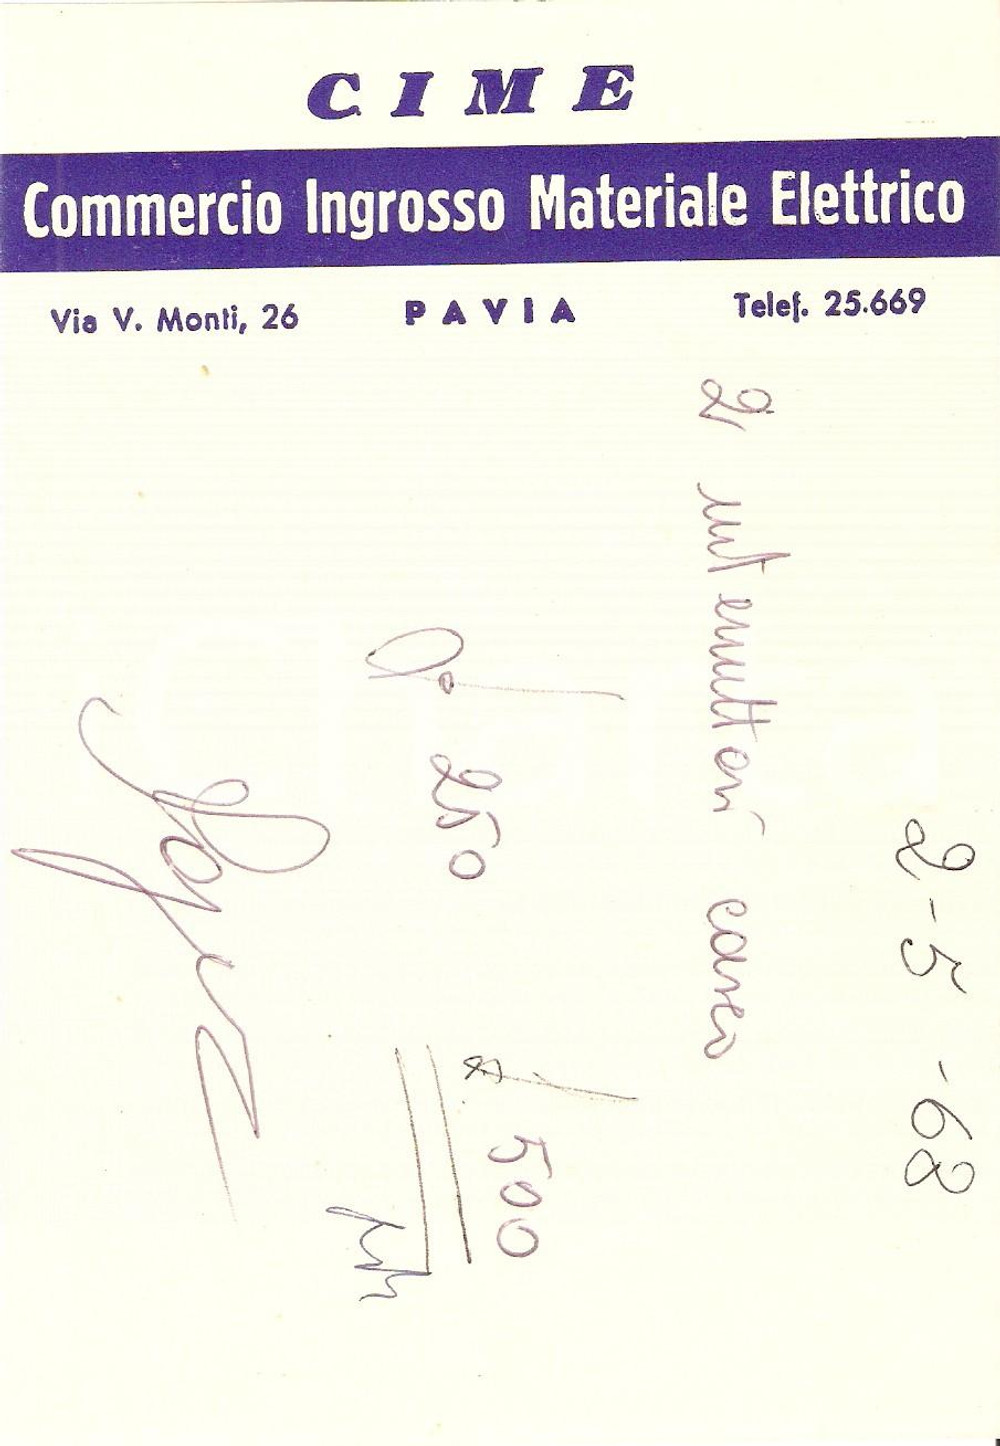 CIME
Commercio Ingrosso Materiale Elettrico
Via V. Monti, 26 PAVIA Telef. 25.669
2-5-68
2 interruttori
250
500